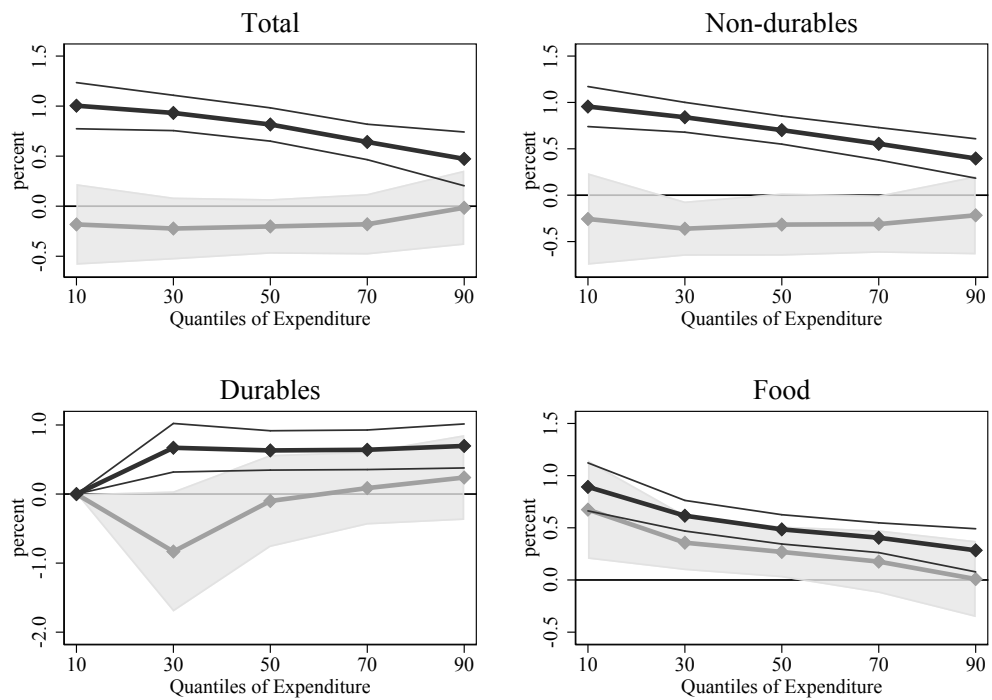 Total
1.5
1.0
0.5
0.0
-0.5
percent
10 30 50 70 90
Quantiles of Expenditure
Non-durables
1.5
1.0
0.5
0.0
-0.5
percent
10 30 50 70 90
Quantiles of Expenditure
Durables
1.0
0.0
-1.0
-2.0
percent
10 30 50 70 90
Quantiles of Expenditure
Food
1.5
1.0
0.5
0.0
-0.5
percent
10 30 50 70 90
Quantiles of Expenditure